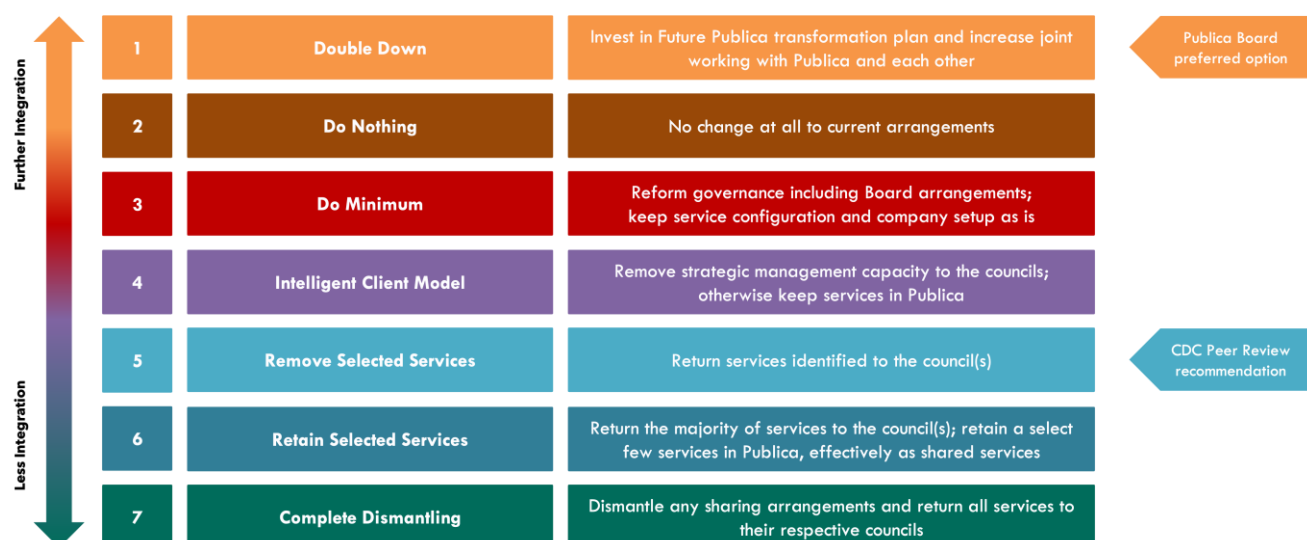 Further Integration
Less Integration
1
Double Down
Invest in Future Publica transformation plan and increase joint
working with Publica and each other
Publica Board
preferred option
2
Do Nothing
No change at all to current arrangements
3
Do Minimum
Reform governance including Board arrangements;
keep service configuration and company setup as is
4
Intelligent Client Model
Remove strategic management capacity to the councils;
otherwise keep services in Publica
5
Remove Selected Services
Return services identified to the council(s)
CDC Peer Review
recommendation
6
Retain Selected Services
Return the majority of services to the council(s); retain a select
few services in Publica, effectively as shared services
7
Complete Dismantling
Dismantle any sharing arrangements and return all services to
their respective councils